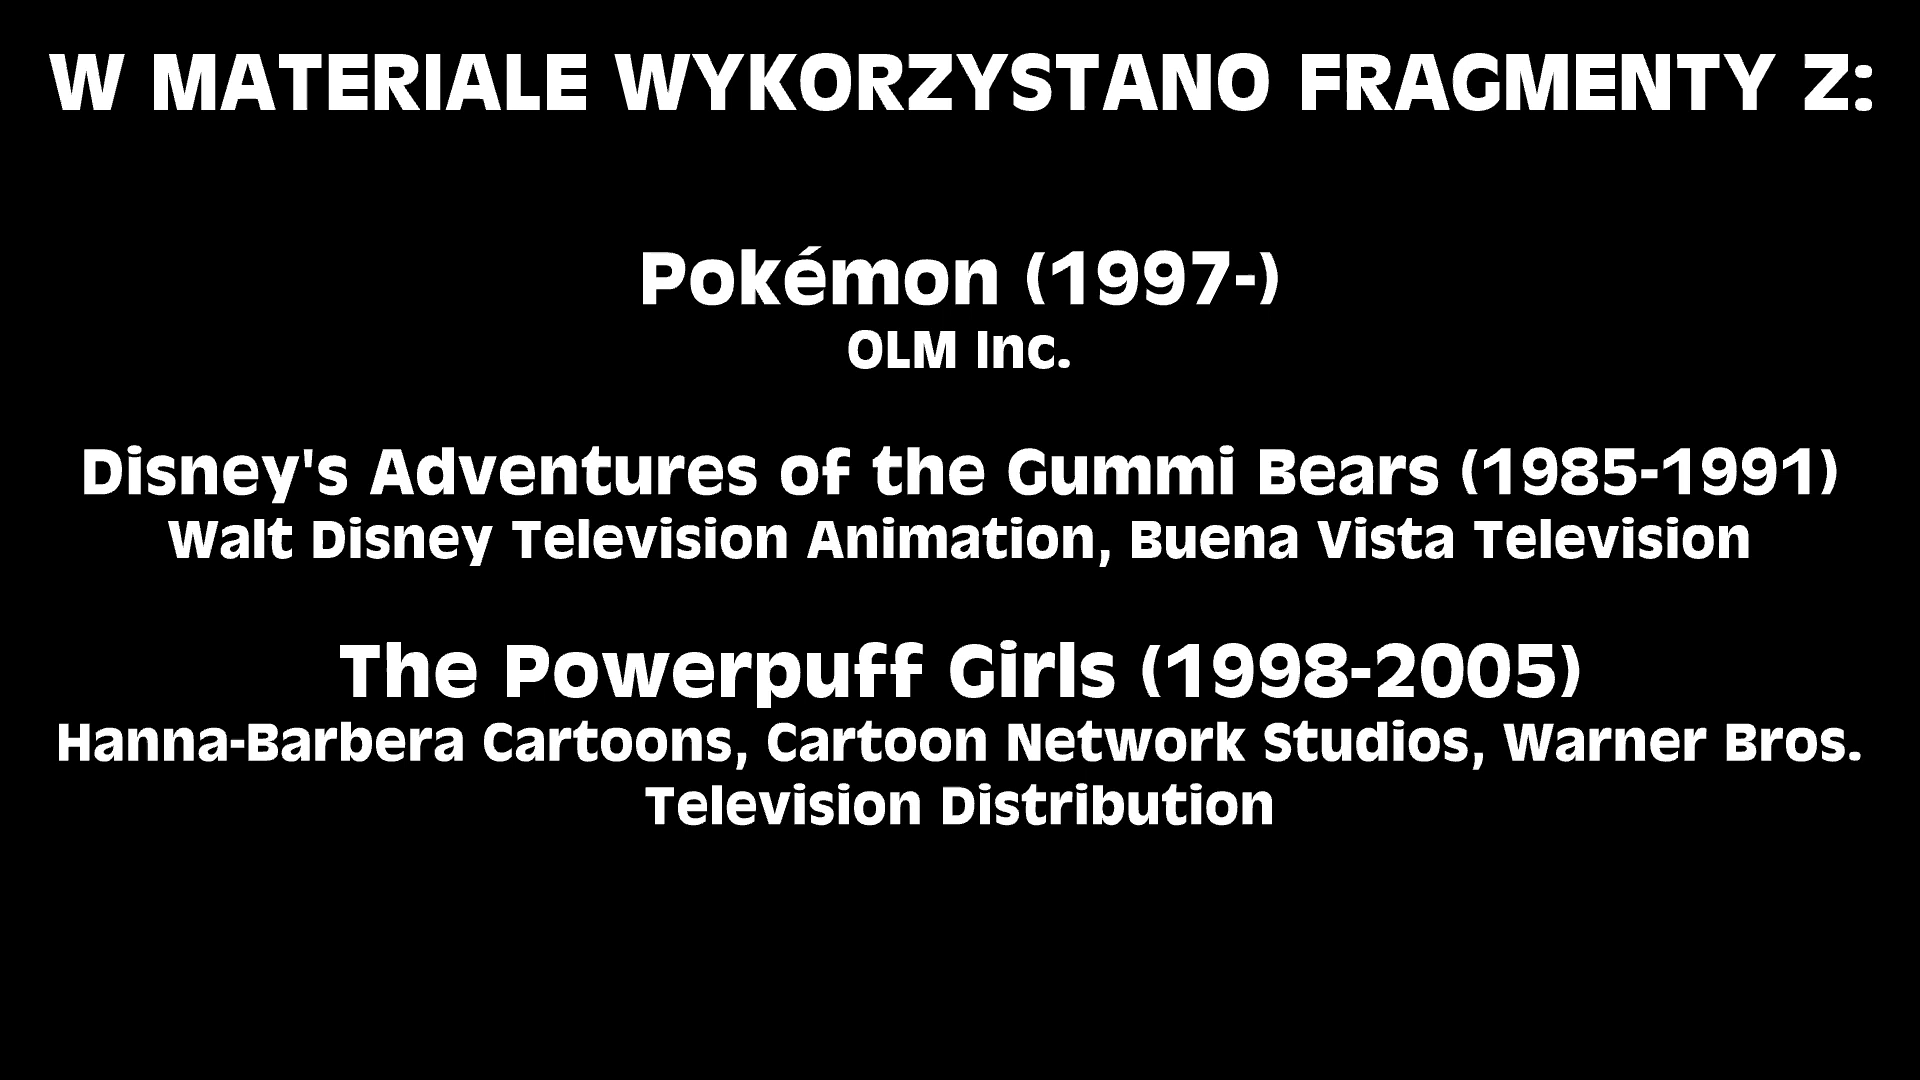 W MATERIALE WYKORZYSTANO FRAGMENTY Z:
Pokémon (1997-)
OLM Inc.
Disney's Adventures of the Gummi Bears (1985-1991)
Walt Disney Television Animation, Buena Vista Television
The Powerpuff Girls (1998-2005)
Hanna-Barbera Cartoons, Cartoon Network Studios, Warner Bros.
Television Distribution